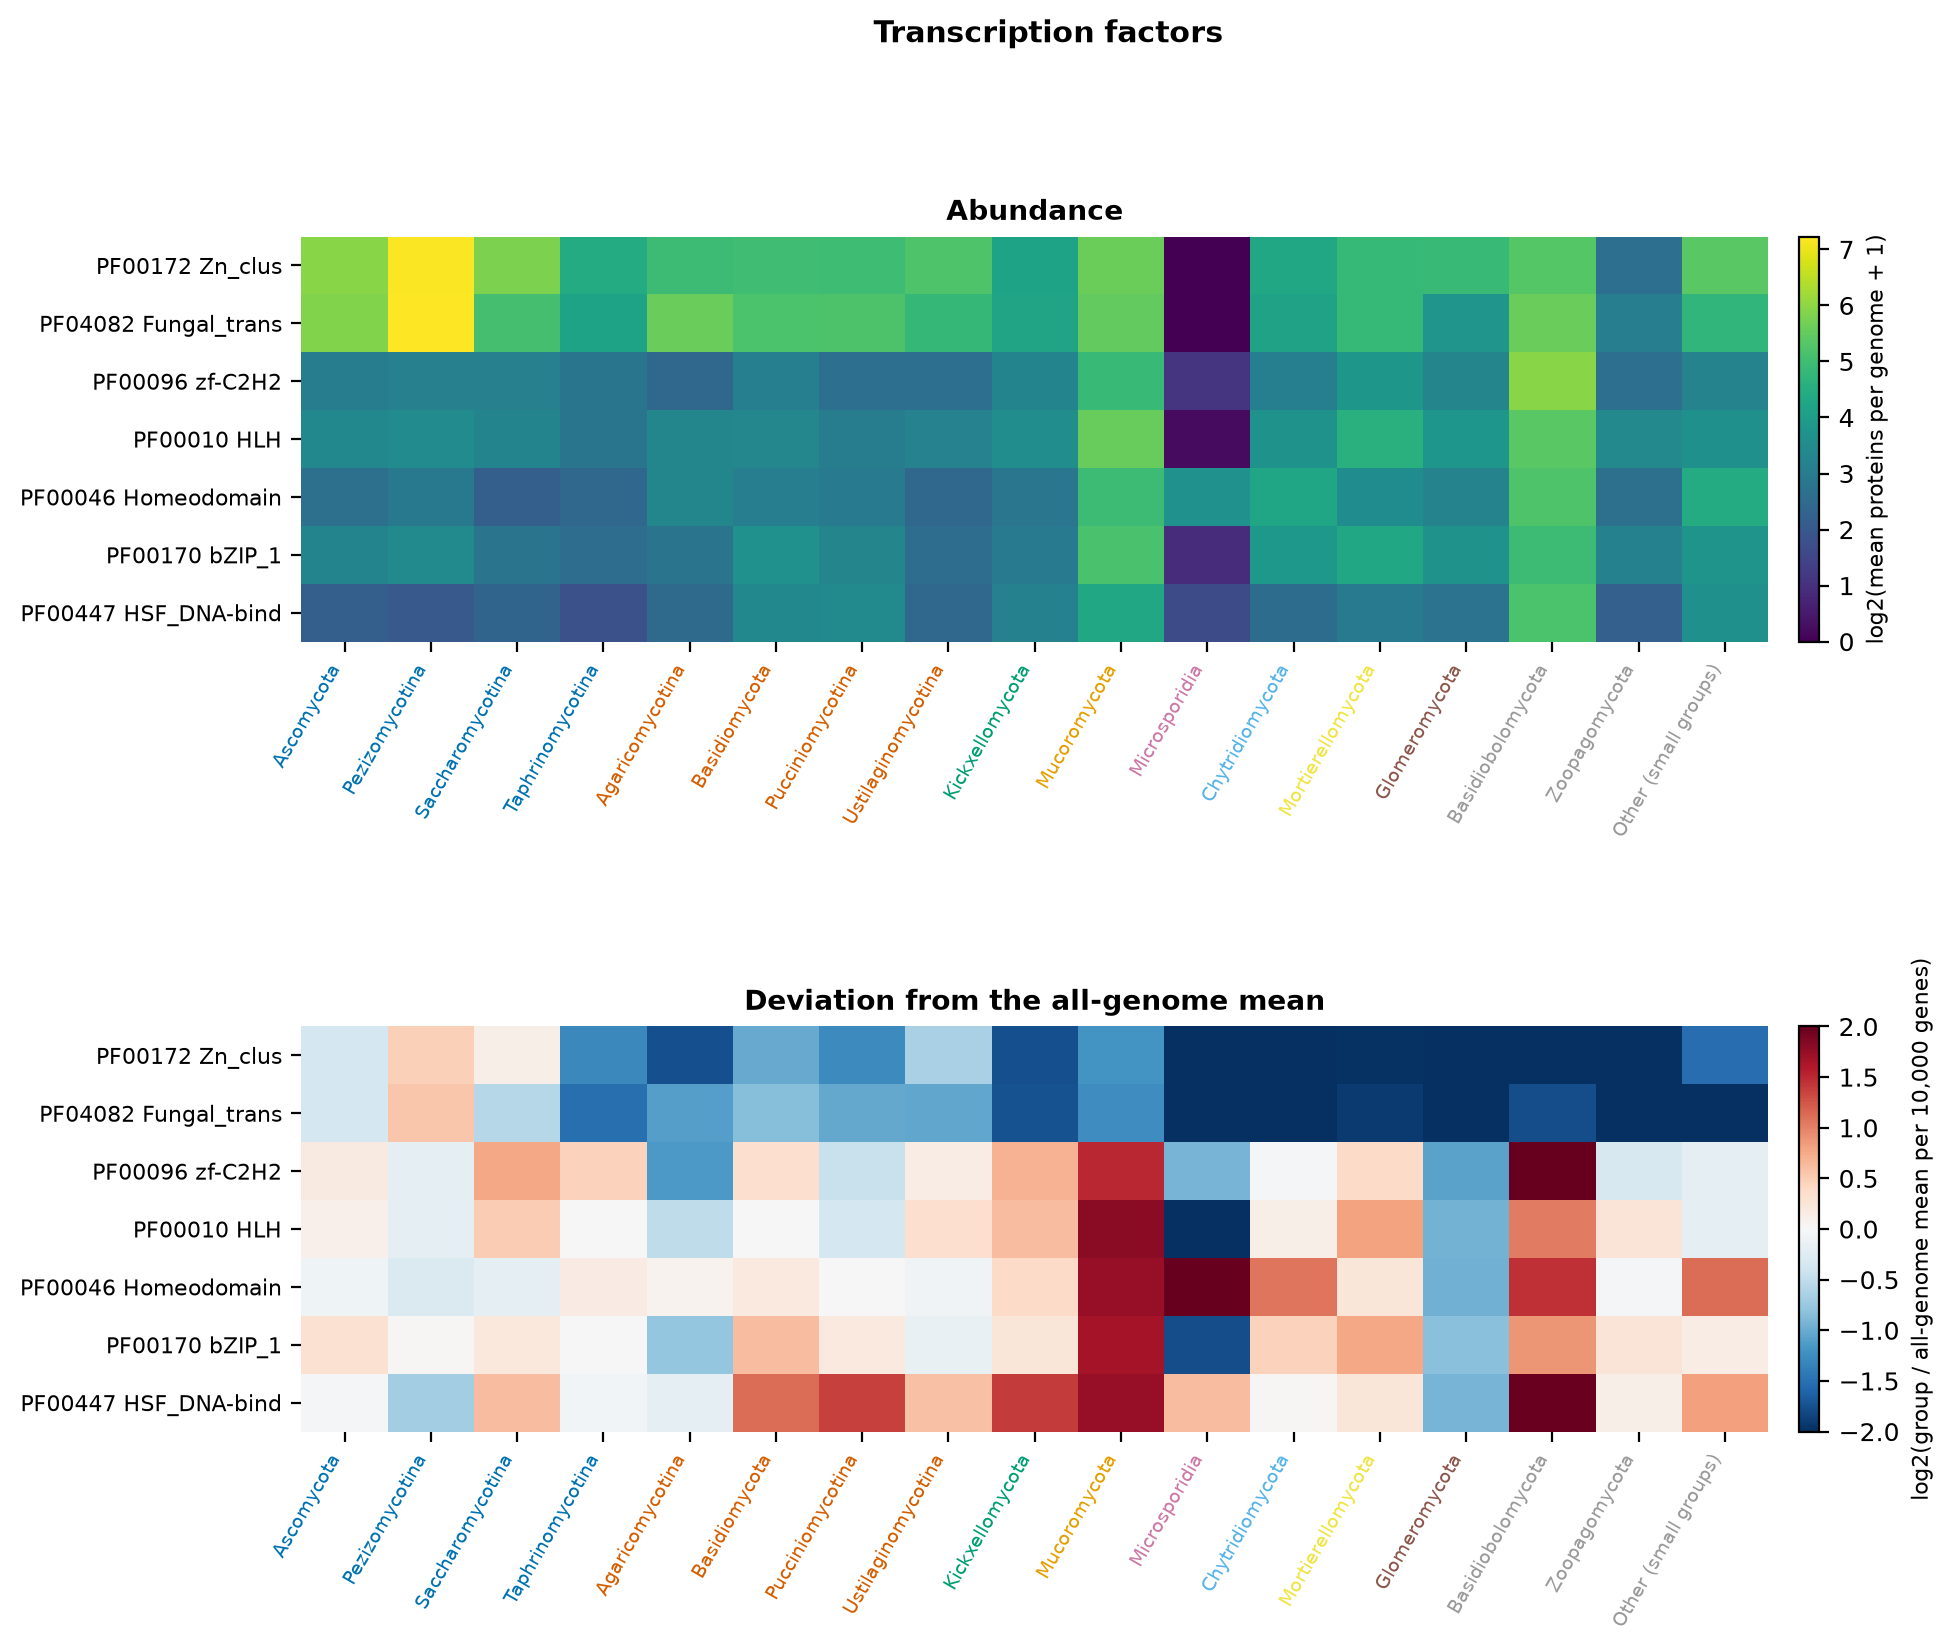 Transcription factors
Abundance
PF00172 Zn_clus
PF04082 Fungal_trans
PF00096 zf-C2H2
PF00010 HLH
PF00046 Homeodomain
PF00170 bZIP_1
PF00447 HSF_DNA-bind
Ascomycota
Pezizomycotina
Saccharomycotina
Taphrinomycotina
Agaricomycotina
Basidiomycota
Pucciniomycotina
Ustilaginomycotina
Kickxellomycota
Mucoromycota
Microsporidia
Chytridiomycota
Mortierellomycota
Glomeromycota
Basidiobolomycota
Zoopagomycota
Other (small groups)
7
6
5
4
3
2
1
0
log2(mean proteins per genome + 1)
Deviation from the all-genome mean
PF00172 Zn_clus
PF04082 Fungal_trans
PF00096 zf-C2H2
PF00010 HLH
PF00046 Homeodomain
PF00170 bZIP_1
PF00447 HSF_DNA-bind
Ascomycota
Pezizomycotina
Saccharomycotina
Taphrinomycotina
Agaricomycotina
Basidiomycota
Pucciniomycotina
Ustilaginomycotina
Kickxellomycota
Mucoromycota
Microsporidia
Chytridiomycota
Mortierellomycota
Glomeromycota
Basidiobolomycota
Zoopagomycota
Other (small groups)
2.0
1.5
1.0
0.5
0.0
−0.5
−1.0
−1.5
−2.0
log2(group / all-genome mean per 10,000 genes)